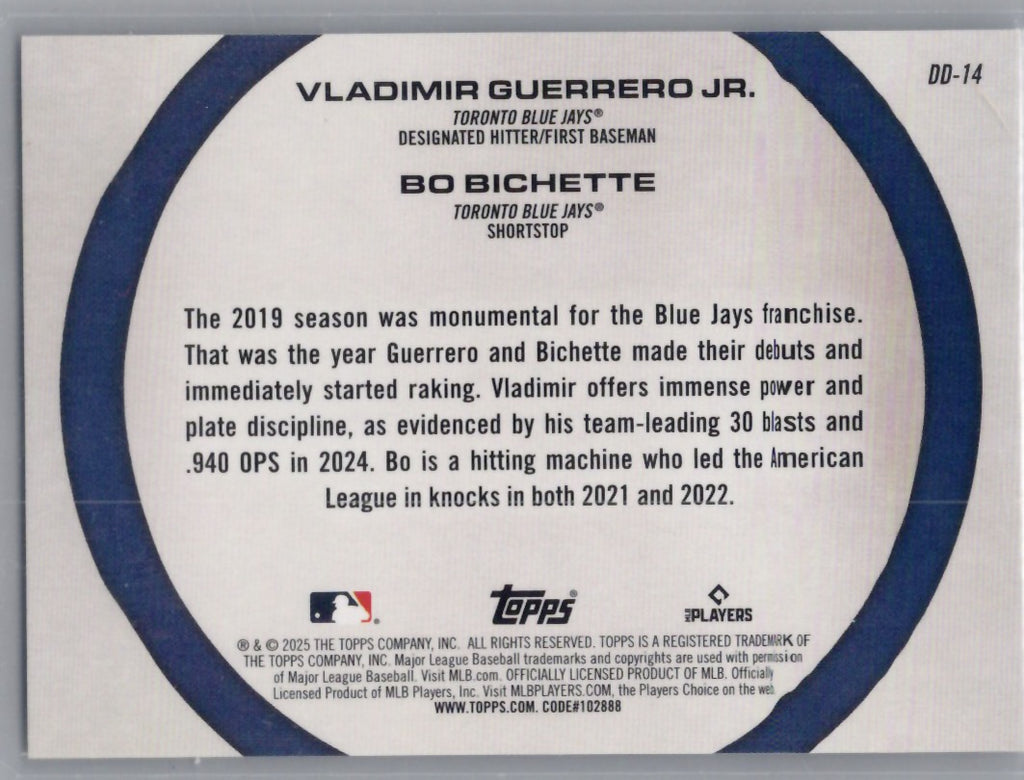 DD-14
VLADIMIR GUERRERO JR.
TORONTO BLUE JAYS®
DESIGNATED HITTER/FIRST BASEMAN
BO BICHETTE
TORONTO BLUE JAYS®
SHORTSTOP
The 2019 season was monumental for the Blue Jays franchise.
That was the year Guerrero and Bichette made their debuts and
immediately started raking. Vladimir offers immense power and
plate discipline, as evidenced by his team-leading 30 blasts and
.940 OPS in 2024. Bo is a hitting machine who led the American
League in knocks in both 2021 and 2022.
TOPPS®
MLB PLAYERS
® & © 2025 THE TOPPS COMPANY, INC. ALL RIGHTS RESERVED. TOPPS IS A REGISTERED TRADEMARK OF
THE TOPPS COMPANY, INC. Major League Baseball trademarks and copyrights are used with permission
of Major League Baseball. Visit MLB.com. OFFICIALLY LICENSED PRODUCT OF MLB. Officially
Licensed Product of MLB Players, Inc. Visit MLBPLAYERS.COM, the Players Choice on the web.
WWW.TOPPS.COM. CODE#102888